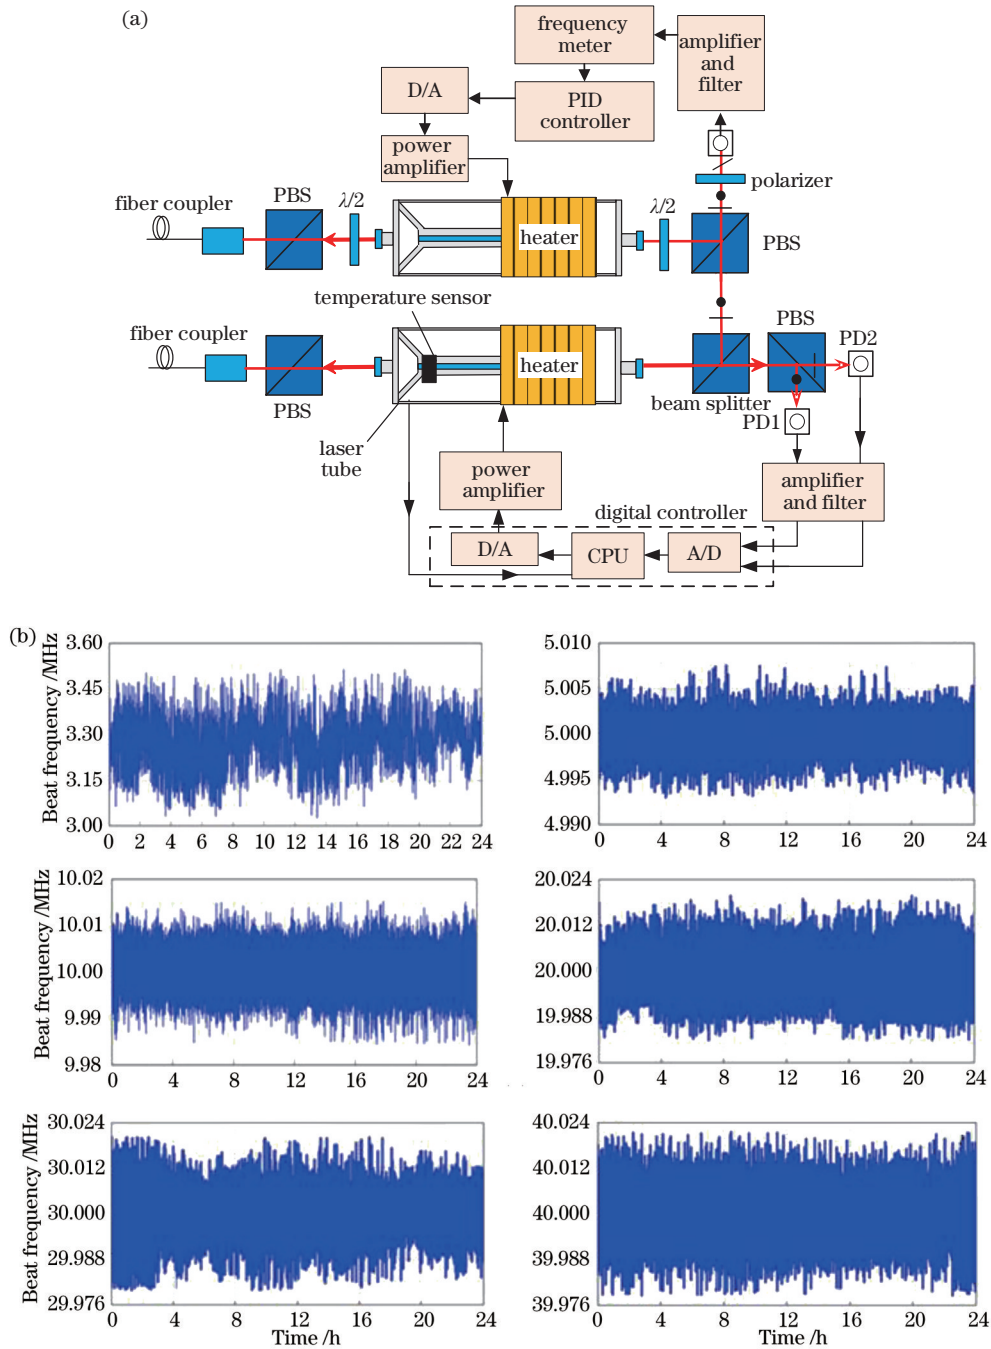 (a)
frequency
meter
amplifier
and
filter
D/A
PID
controller
power
amplifier
polarizer
fiber coupler
PBS
λ/2
heater
λ/2
PBS
temperature sensor
fiber coupler
PBS
heater
PBS
PD2
beam splitter
PD1
laser
tube
power
amplifier
amplifier
and filter
digital controller
D/A
CPU
A/D
(b)
Beat frequency /MHz
3.60
3.45
3.30
3.15
3.00
0 2 4 6 8 10 12 14 16 18 20 22 24
5.010
5.005
5.000
4.995
4.990
0 4 8 12 16 20 24
Beat frequency /MHz
10.02
10.01
10.00
9.99
9.98
0 4 8 12 16 20 24
20.024
20.012
20.000
19.988
19.976
0 4 8 12 16 20 24
Beat frequency /MHz
30.024
30.012
30.000
29.988
29.976
0 4 8 12 16 20 24
Time /h
40.024
40.012
40.000
39.988
39.976
0 4 8 12 16 20 24
Time /h